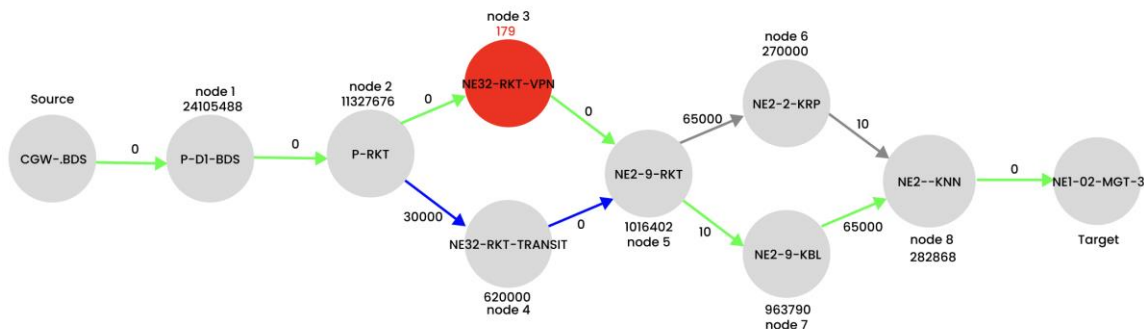 Source
CGW-.BDS
0
node 1
24105488
P-D1-BDS
0
node 2
11327676
P-RKT
0
30000
node 3
179
NE32-RKT-VPN
0
NE32-RKT-TRANSIT
620000
node 4
0
NE2-9-RKT
1016402
node 5
65000
10
node 6
270000
NE2-2-KRP
10
NE2-9-KBL
963790
node 7
65000
NE2--KNN
node 8
282868
0
NE1-02-MGT-3
Target